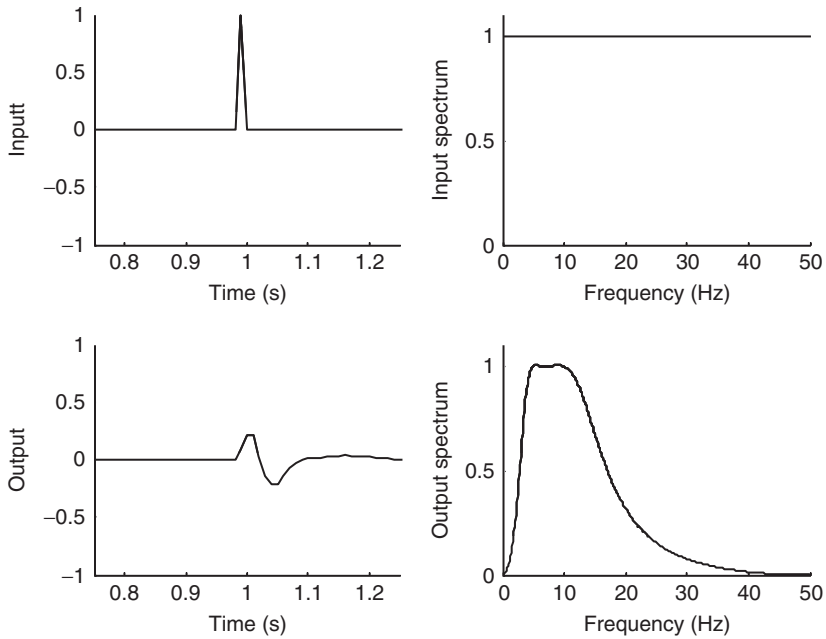 1
0.5
0
−0.5
−1
Inputt
0.8 0.9 1 1.1 1.2
Time (s)
1
0.5
0
Input spectrum
0 10 20 30 40 50
Frequency (Hz)
1
0.5
0
−0.5
−1
Output
0.8 0.9 1 1.1 1.2
Time (s)
1
0.5
0
Output spectrum
0 10 20 30 40 50
Frequency (Hz)